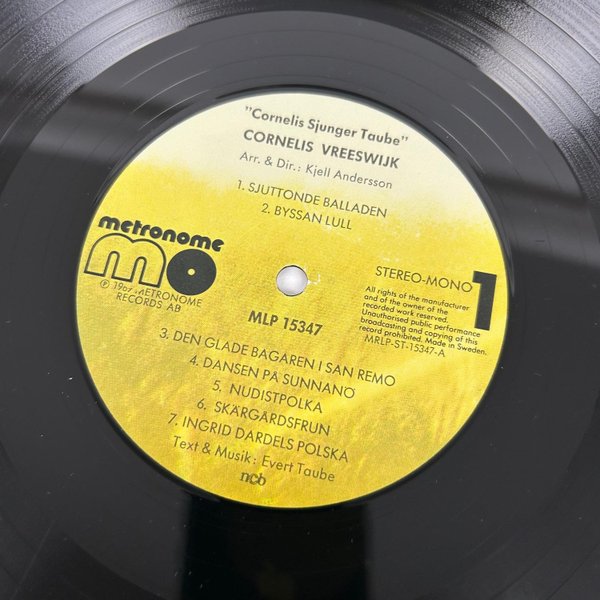 "Cornelis Sjunger Taube"
CORNELIS VREESWIJK
Arr. & Dir.: Kjell Andersson
1. SJUTTONDE BALLADEN
2. BYSSAN LULL
metronome
mo
STEREO-MONO
1
Ⓟ 1969 METRONOME
RECORDS AB
MLP 15347
All rights of the manufacturer
and of the owner of the
recorded work reserved.
Unauthorised public performance
broadcasting and copying of this
record prohibited. Made in Sweden.
MRLP-ST-15347-A
3. DEN GLADE BAGAREN I SAN REMO
4. DANSEN PÅ SUNNANÖ
5. NUDISTPOLKA
6. SKÄRGÅRDSFRUN
7. INGRID DARDELS POLSKA
Text & Musik: Evert Taube
ncb